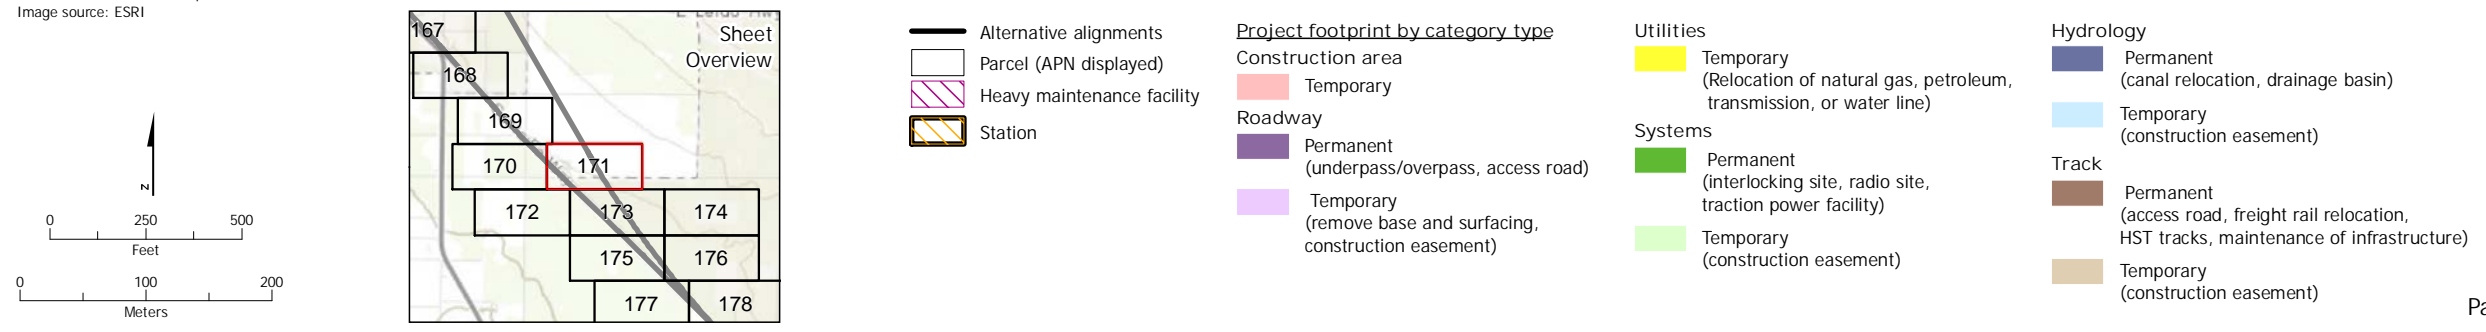 Image source: ESRI
N
0 250 500
Feet
0 100 200
Meters
Sheet
Overview
167
168
169
170
171
172
173
174
175
176
177
178
Alternative alignments
Parcel (APN displayed)
Heavy maintenance facility
Station
Project footprint by category type
Construction area
Temporary
Roadway
Permanent
(underpass/overpass, access road)
Temporary
(remove base and surfacing,
construction easement)
Utilities
Temporary
(Relocation of natural gas, petroleum,
transmission, or water line)
Systems
Permanent
(interlocking site, radio site,
traction power facility)
Temporary
(construction easement)
Hydrology
Permanent
(canal relocation, drainage basin)
Temporary
(construction easement)
Track
Permanent
(access road, freight rail relocation,
HST tracks, maintenance of infrastructure)
Temporary
(construction easement)